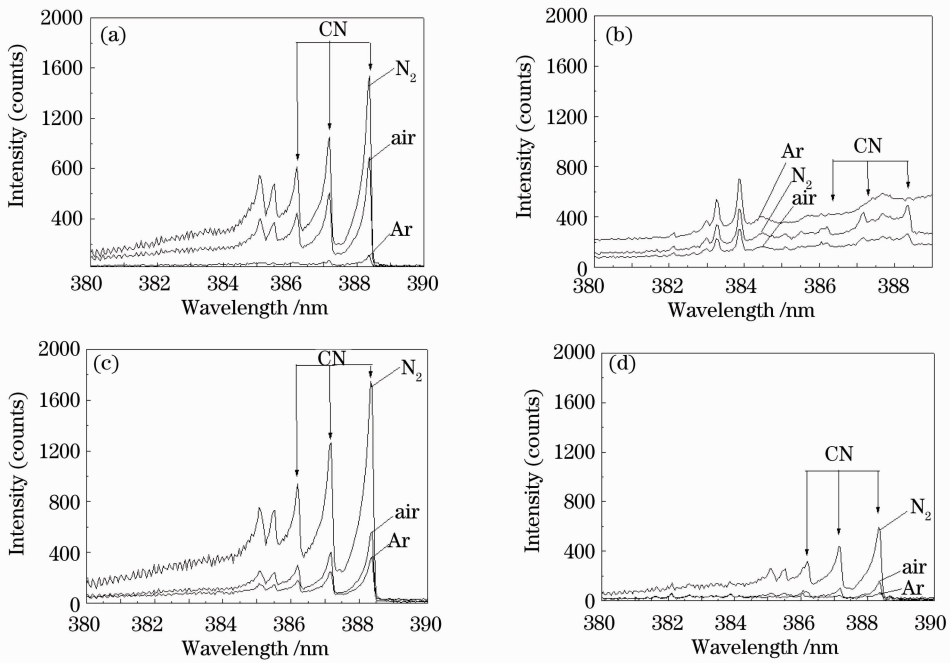 (a)
CN
N2
air
Ar
2000
1600
1200
600
400
380 382 384 386 388 390
Wavelength /nm
Intensity (counts)
(b)
CN
Ar
N2
air
2000
1600
1200
800
400
0
380 382 384 386 388
Wavelength /nm
Intensity (counts)
(c)
CN
N2
air
Ar
2000
1600
1200
800
400
0
380 382 384 386 388 390
Wavelength /nm
Intensity (counts)
(d)
CN
N2
air
Ar
2000
1600
1200
800
400
0
380 382 384 386 388 390
Wavelength /nm
Intensity (counts)